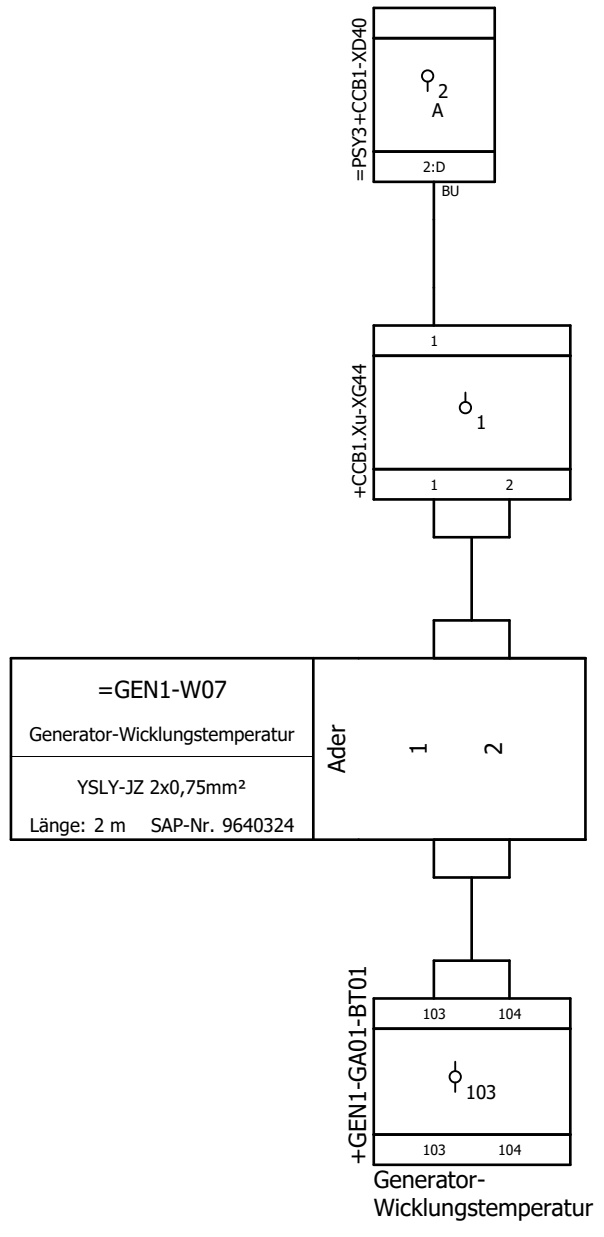 =PSY3+CCB1-XD40
2
A
2:D
BU
1
+CCB1.Xu-XG44
1
1 2
=GEN1-W07
Generator-Wicklungstemperatur
YSLY-JZ 2x0,75mm²
Länge: 2 m SAP-Nr. 9640324
Ader
1
2
+GEN1-GA01-BT01
103 104
103
103 104
Generator-
Wicklungstemperatur